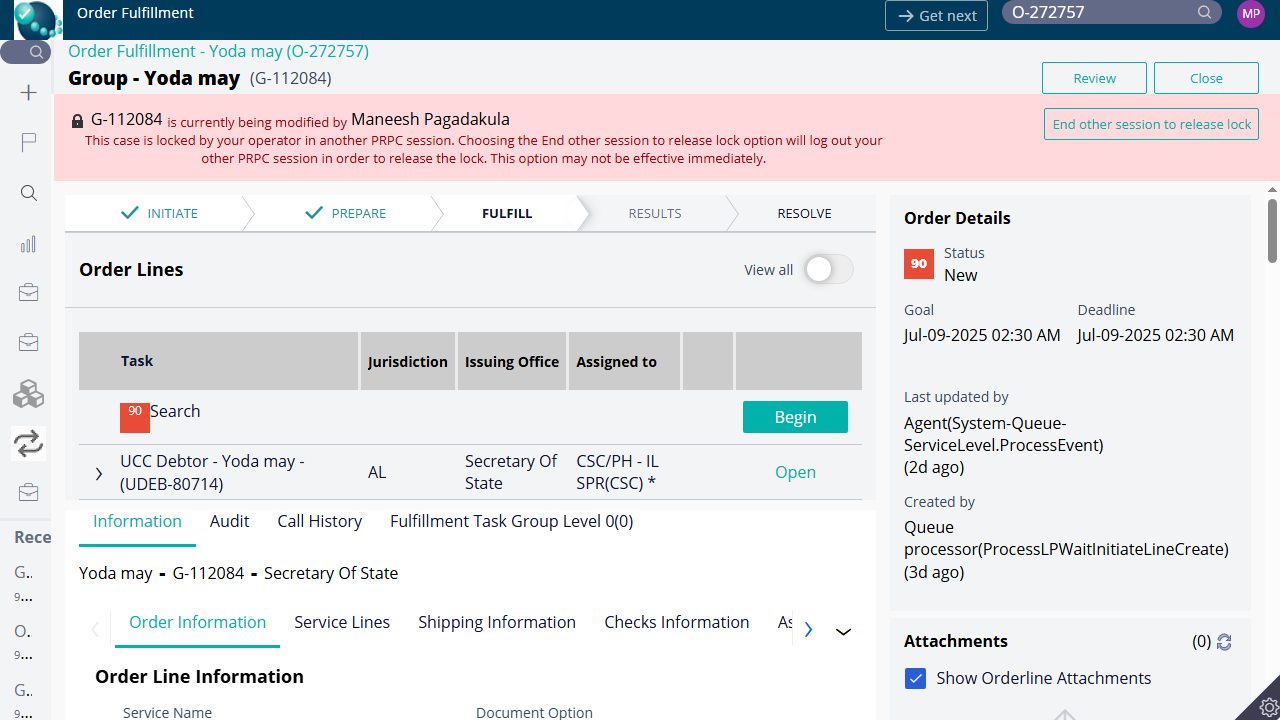 Order Fulfillment
Get next
O-272757
MP
Order Fulfillment - Yoda may (O-272757)
Group - Yoda may (G-112084)
Review
Close
G-112084 is currently being modified by Maneesh Pagadakula
This case is locked by your operator in another PRPC session. Choosing the End other session to release lock option will log out your
other PRPC session in order to release the lock. This option may not be effective immediately.
End other session to release lock
INITIATE
PREPARE
FULFILL
RESULTS
RESOLVE
Order Lines
View all
Task
Jurisdiction
Issuing Office
Assigned to
90 Search
Begin
UCC Debtor - Yoda may -
(UDEB-80714)
AL
Secretary Of
State
CSC/PH - IL
SPR(CSC) *
Open
Information
Audit
Call History
Fulfillment Task Group Level 0(0)
Yoda may - G-112084 - Secretary Of State
Order Information
Service Lines
Shipping Information
Checks Information
As
Order Line Information
Service Name
Document Option
Order Details
90
Status
New
Goal
Jul-09-2025 02:30 AM
Deadline
Jul-09-2025 02:30 AM
Last updated by
Agent(System-Queue-
ServiceLevel.ProcessEvent)
(2d ago)
Created by
Queue
processor(ProcessLPWaitInitiateLineCreate)
(3d ago)
Attachments
(0)
Show Orderline Attachments
Rece
G..
9...
O.
9...
G..
9...